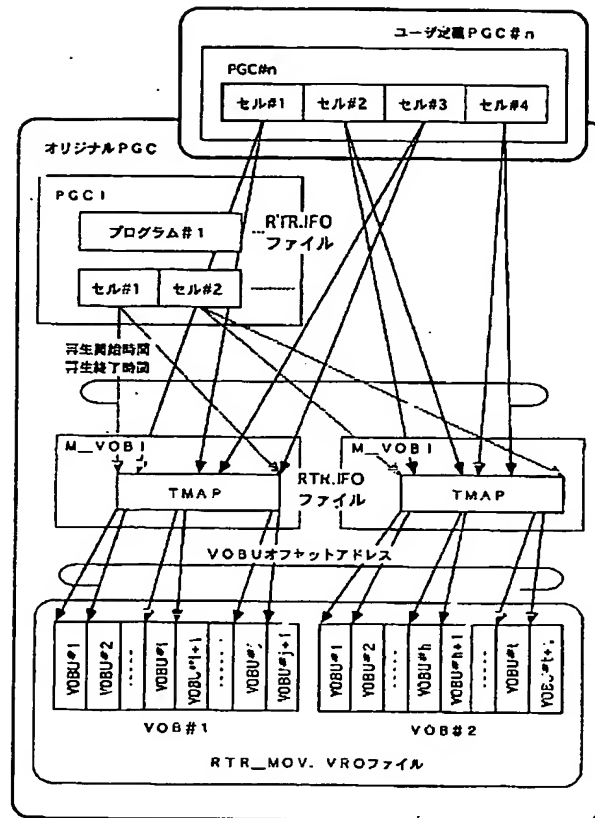 ユーザ定義PGC#n
PGC#n
セル#1 セル#2 セル#3 セル#4
オリジナルPGC
PGCI
プログラム#1
RTR.IFO
ファイル
セル#1 セル#2
再生開始時間
再生終了時間
M__VOBI
M__VOBI
TMAP
RTR.IFO
ファイル
TMAP
VOBUオフセットアドレス
VOBU#1
VOBU#2
VOBU#i
VOBU#i+1
VOBU#j
VOBU#j+1
VOBU#1
VOBU#2
VOBU#h
VOBU#h+1
VOBU#t
VOBU#t+1
VOB#1
VOB#2
RTR__MOV. VROファイル